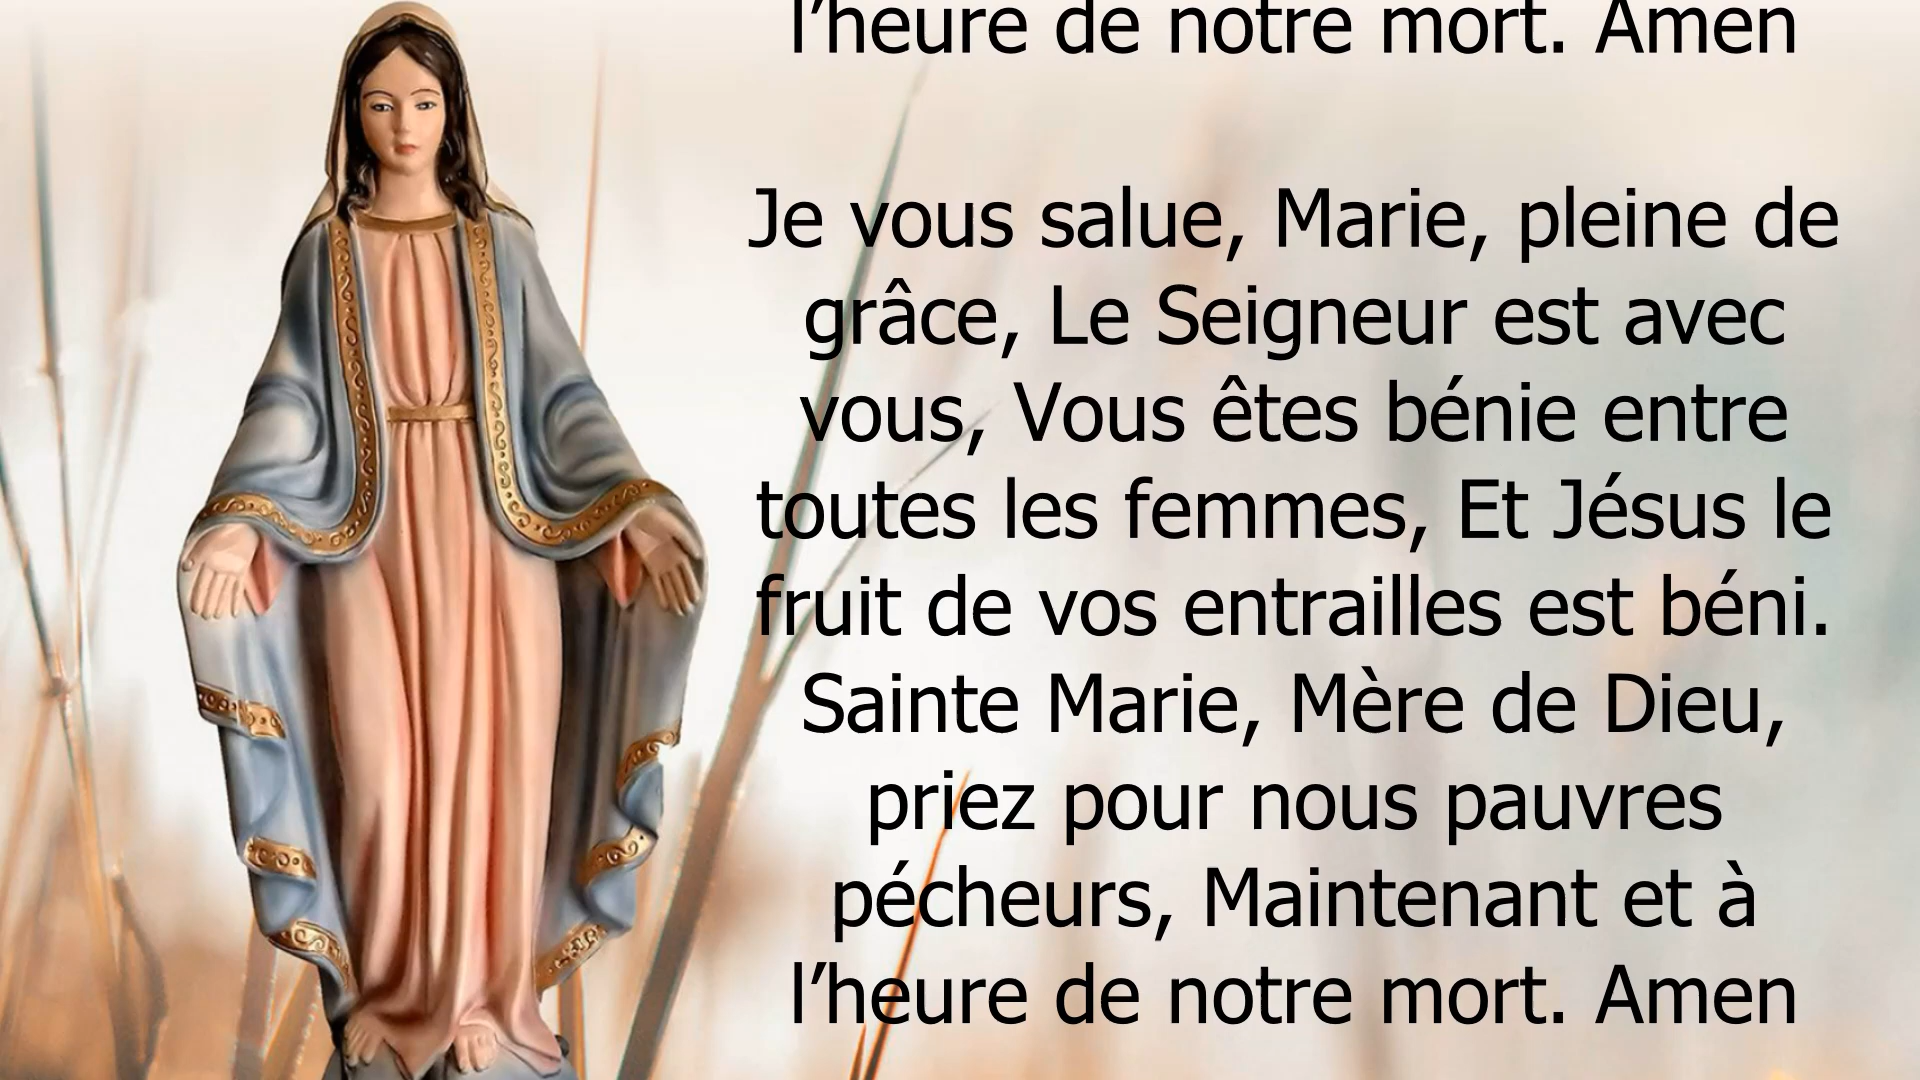 l’heure de notre mort. Amen
Je vous salue, Marie, pleine de
grâce, Le Seigneur est avec
vous, Vous êtes bénie entre
toutes les femmes, Et Jésus le
fruit de vos entrailles est béni.
Sainte Marie, Mère de Dieu,
priez pour nous pauvres
pécheurs, Maintenant et à
l’heure de notre mort. Amen